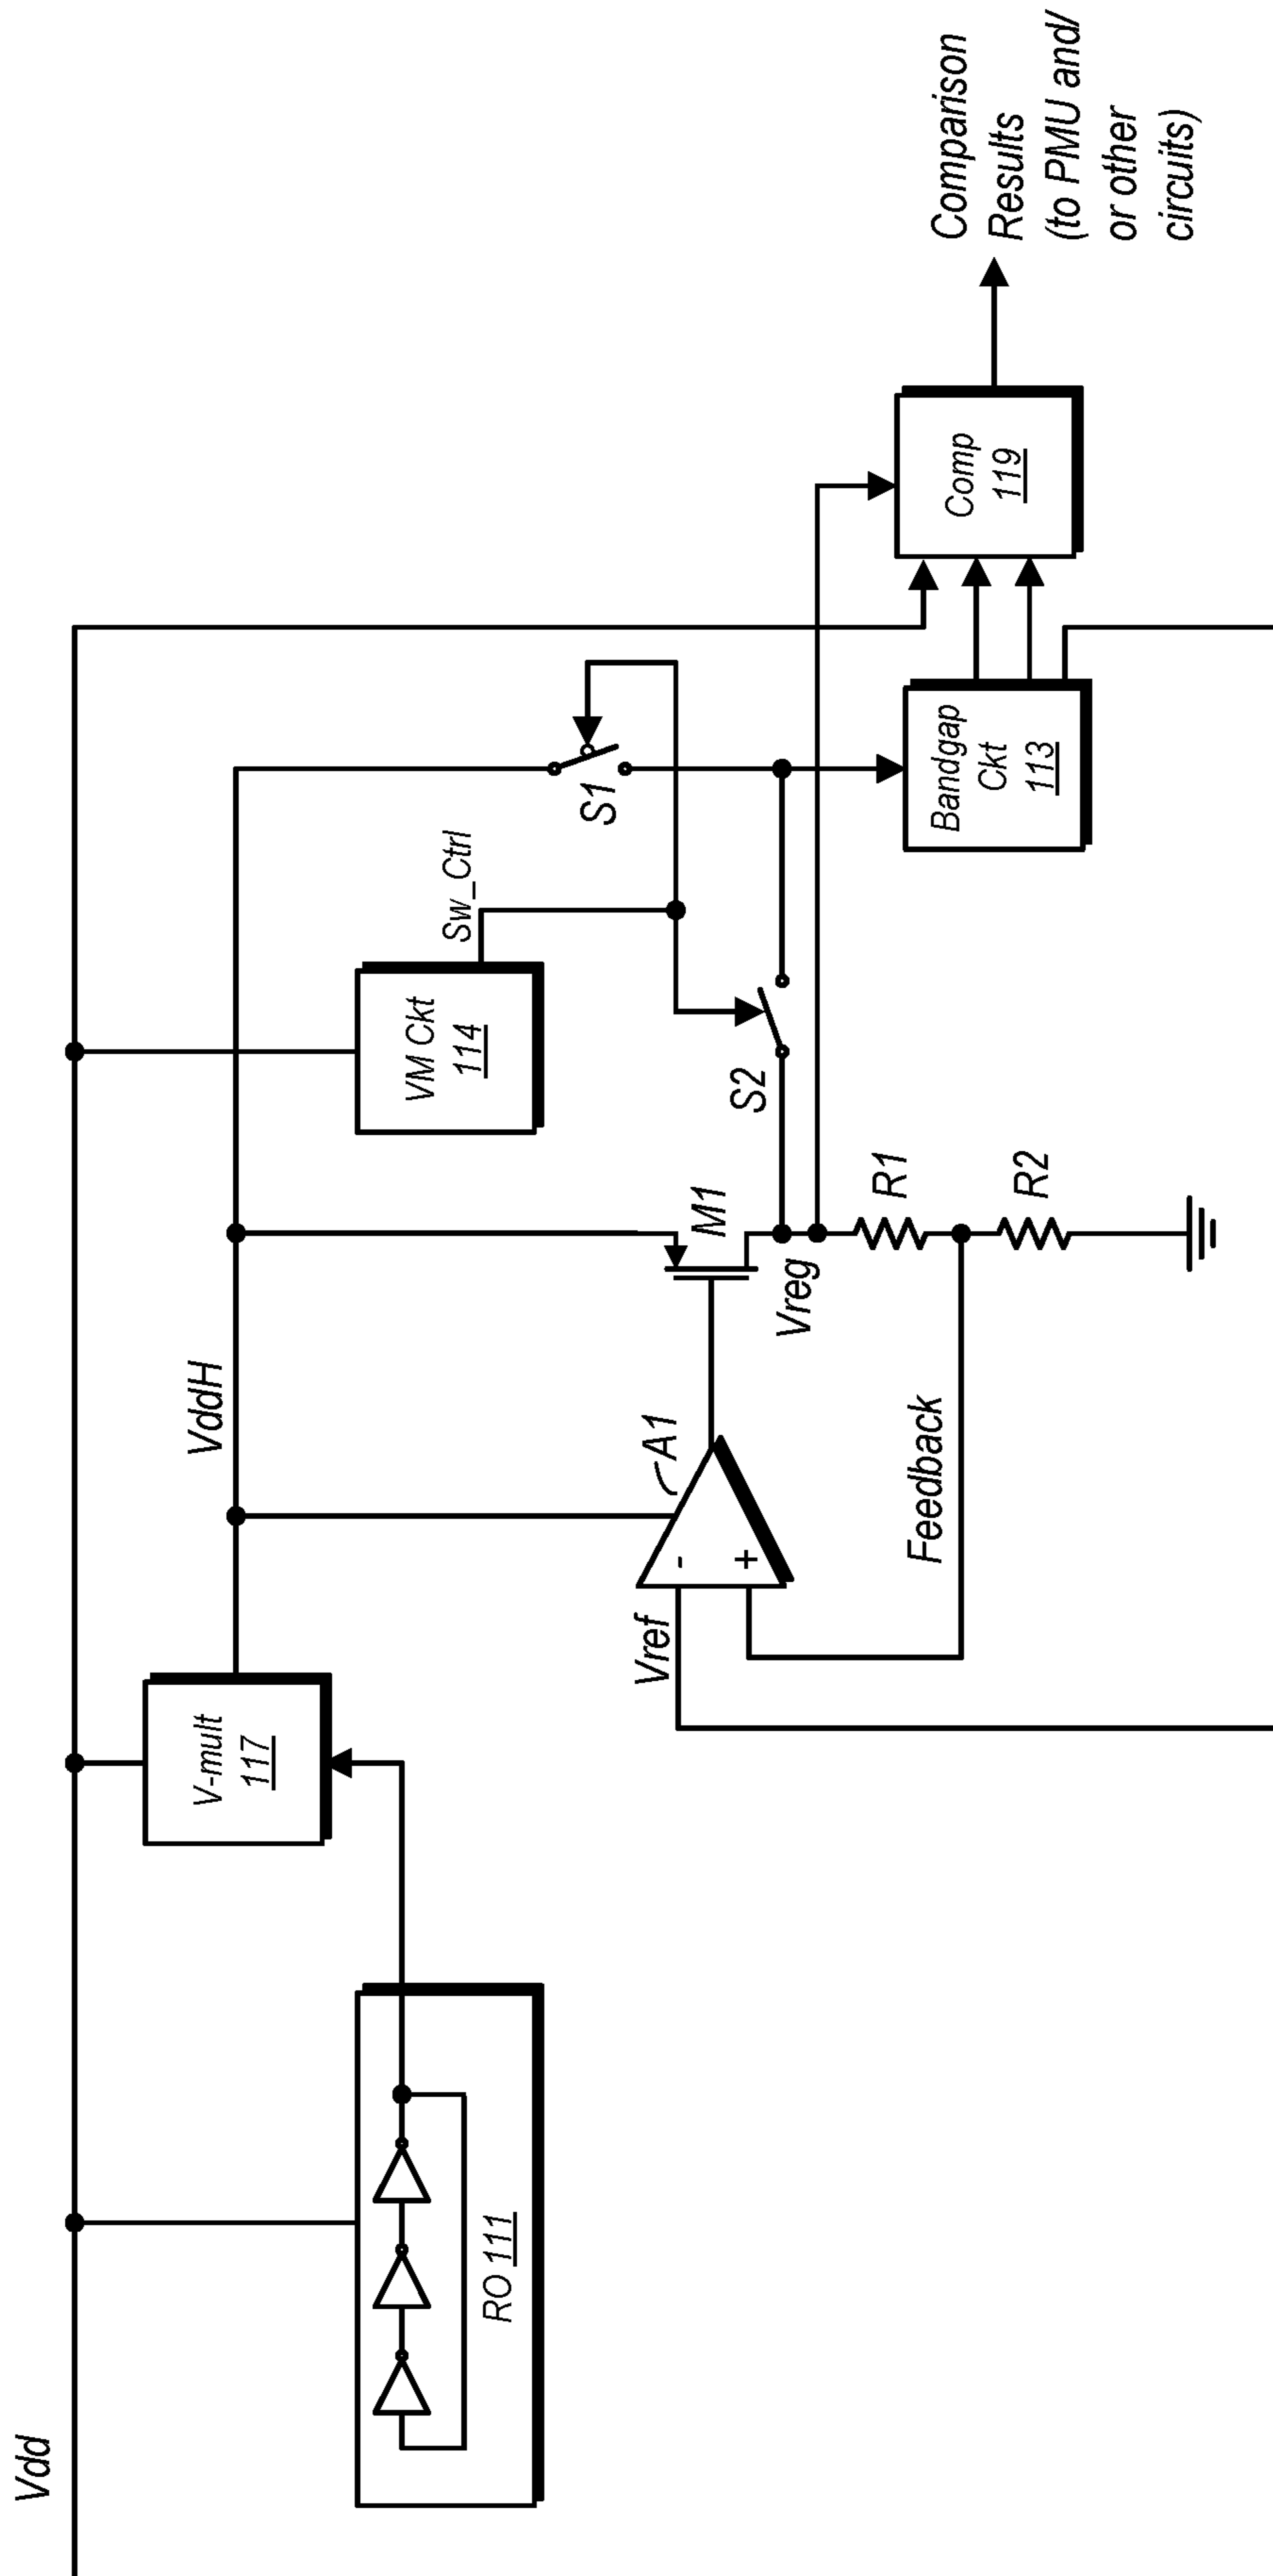 Vdd
V-mult
117
VddH
RO 111
VM Ckt
114
Sw_Ctrl
S1
A1
Vref
-
+
Feedback
M1
Vreg
R1
R2
S2
Bandgap
Ckt
113
Comp
119
Comparison
Results
(to PMU and/
or other
circuits)